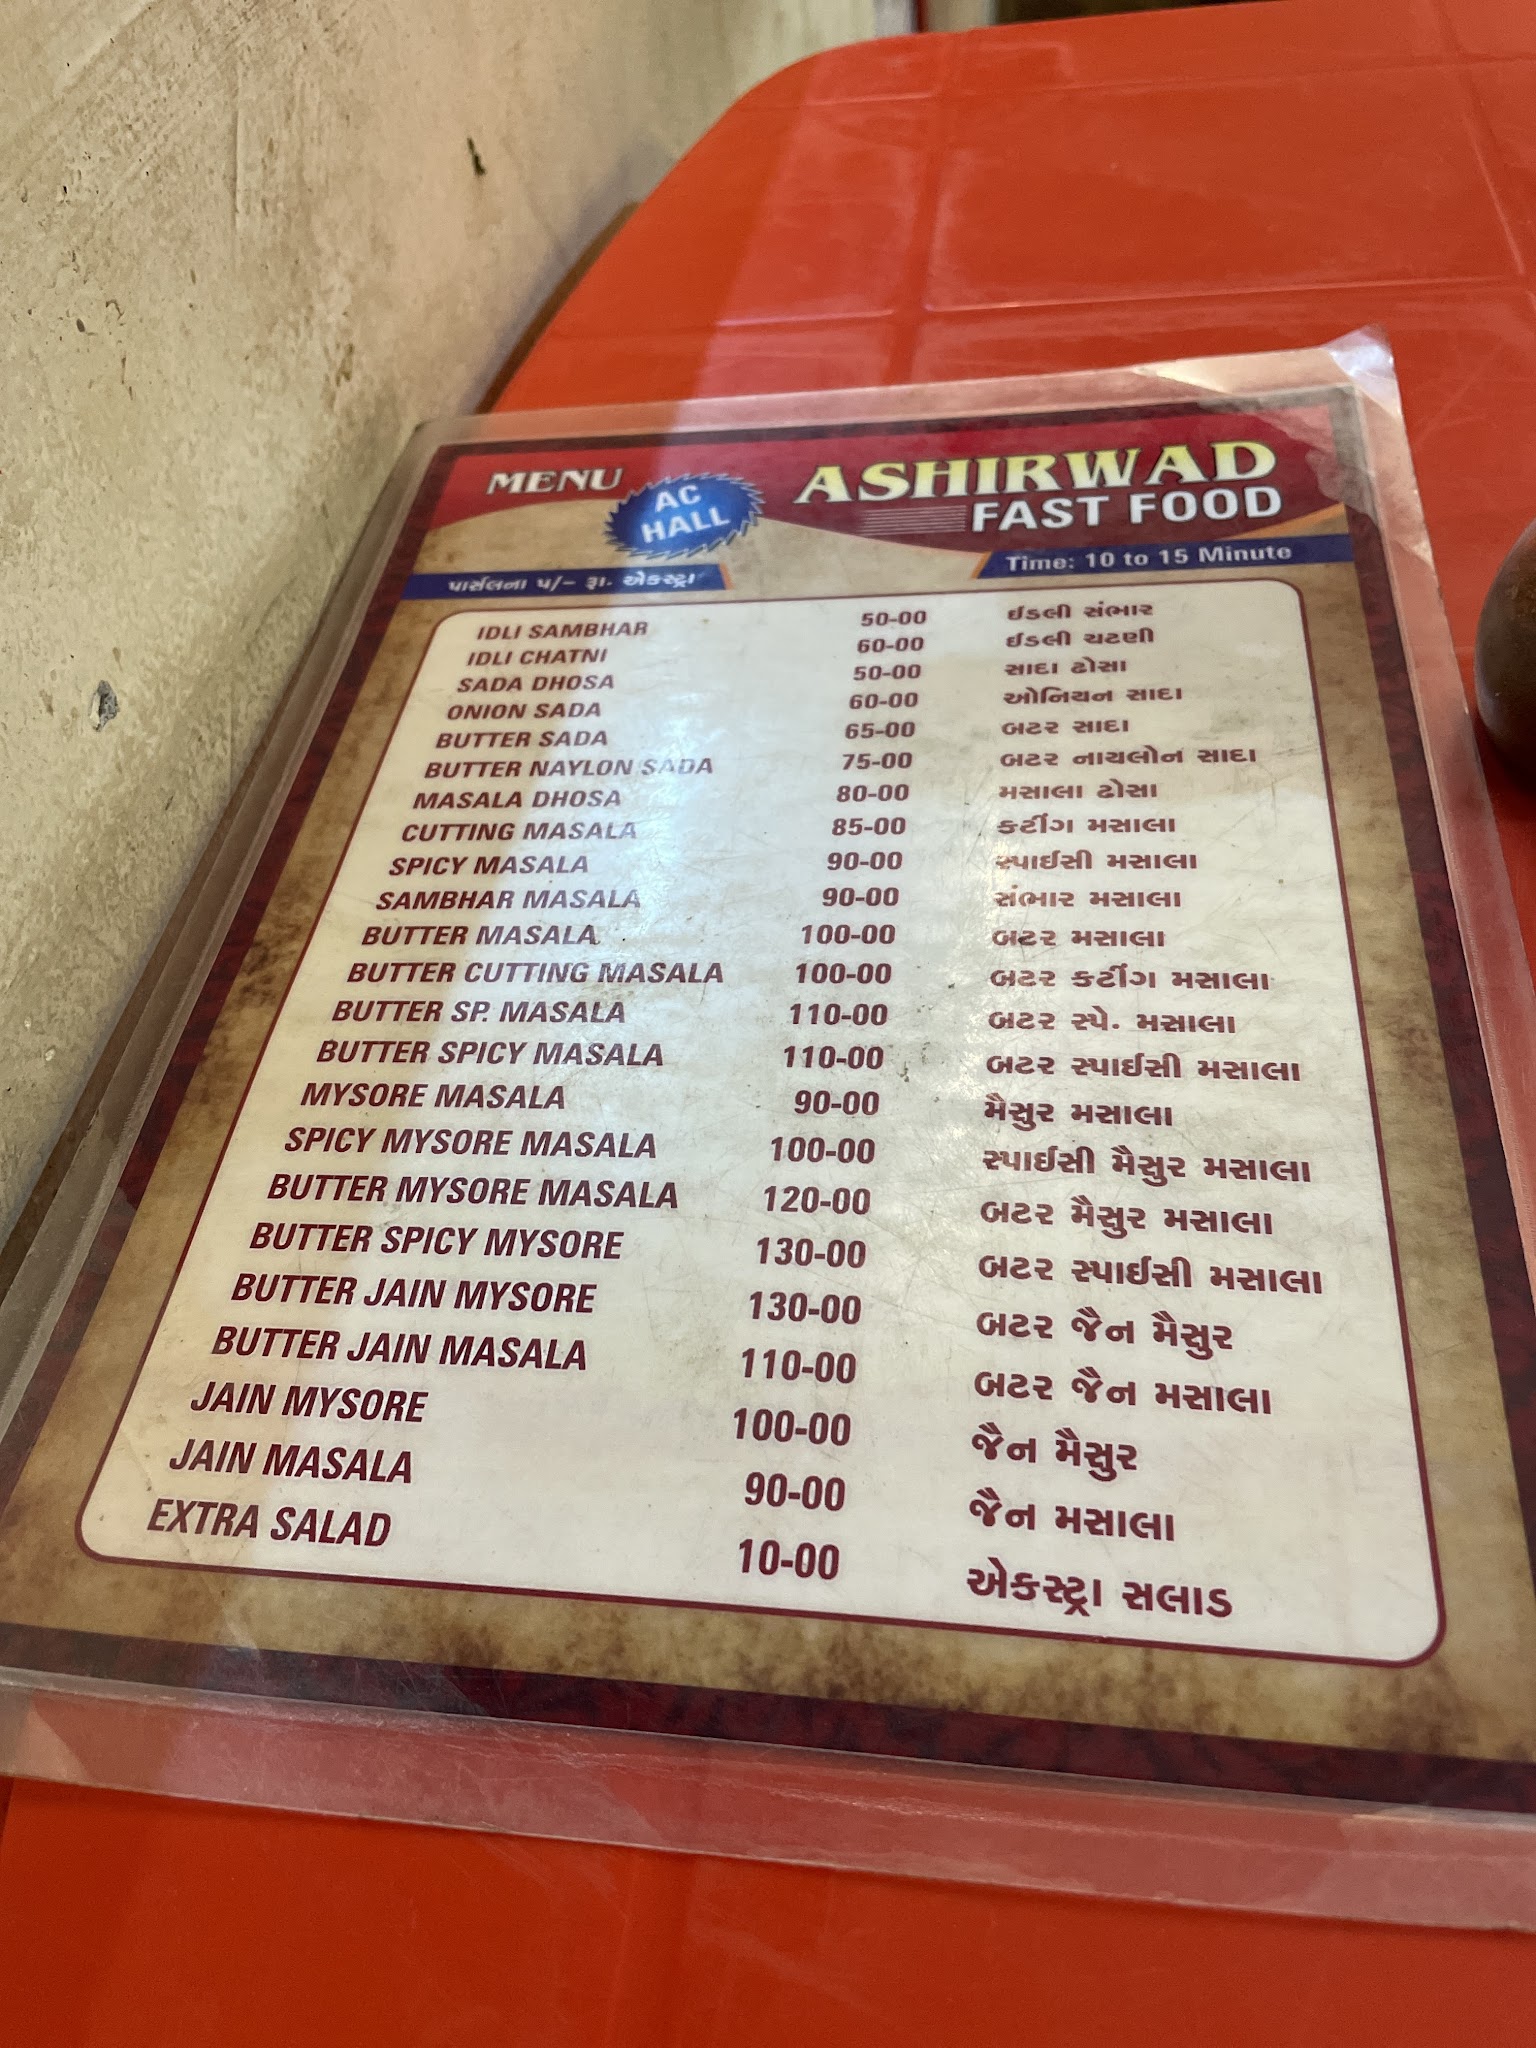 MENU
AC
HALL
ASHIRWAD
FAST FOOD
પાર્સલના ૫/- રૂા. એકસ્ટ્રા
Time: 10 to 15 Minute
IDLI SAMBHAR 50-00 ઈડલી સંભાર
IDLI CHATNI 60-00 ઈડલી ચટણી
SADA DHOSA 50-00 સાદા ઢોસા
ONION SADA 60-00 ઓનિયન સાદા
BUTTER SADA 65-00 બટર સાદા
BUTTER NAYLON SADA 75-00 બટર નાયલોન સાદા
MASALA DHOSA 80-00 મસાલા ઢોસા
CUTTING MASALA 85-00 કટીંગ મસાલા
SPICY MASALA 90-00 સ્પાઈસી મસાલા
SAMBHAR MASALA 90-00 સંભાર મસાલા
BUTTER MASALA 100-00 બટર મસાલા
BUTTER CUTTING MASALA 100-00 બટર કટીંગ મસાલા
BUTTER SP. MASALA 110-00 બટર સ્પે. મસાલા
BUTTER SPICY MASALA 110-00 બટર સ્પાઈસી મસાલા
MYSORE MASALA 90-00 મૈસુર મસાલા
SPICY MYSORE MASALA 100-00 સ્પાઈસી મૈસુર મસાલા
BUTTER MYSORE MASALA 120-00 બટર મૈસુર મસાલા
BUTTER SPICY MYSORE 130-00 બટર સ્પાઈસી મસાલા
BUTTER JAIN MYSORE 130-00 બટર જૈન મૈસુર
BUTTER JAIN MASALA 110-00 બટર જૈન મસાલા
JAIN MYSORE 100-00 જૈન મૈસુર
JAIN MASALA 90-00 જૈન મસાલા
EXTRA SALAD 10-00 એકસ્ટ્રા સલાડ